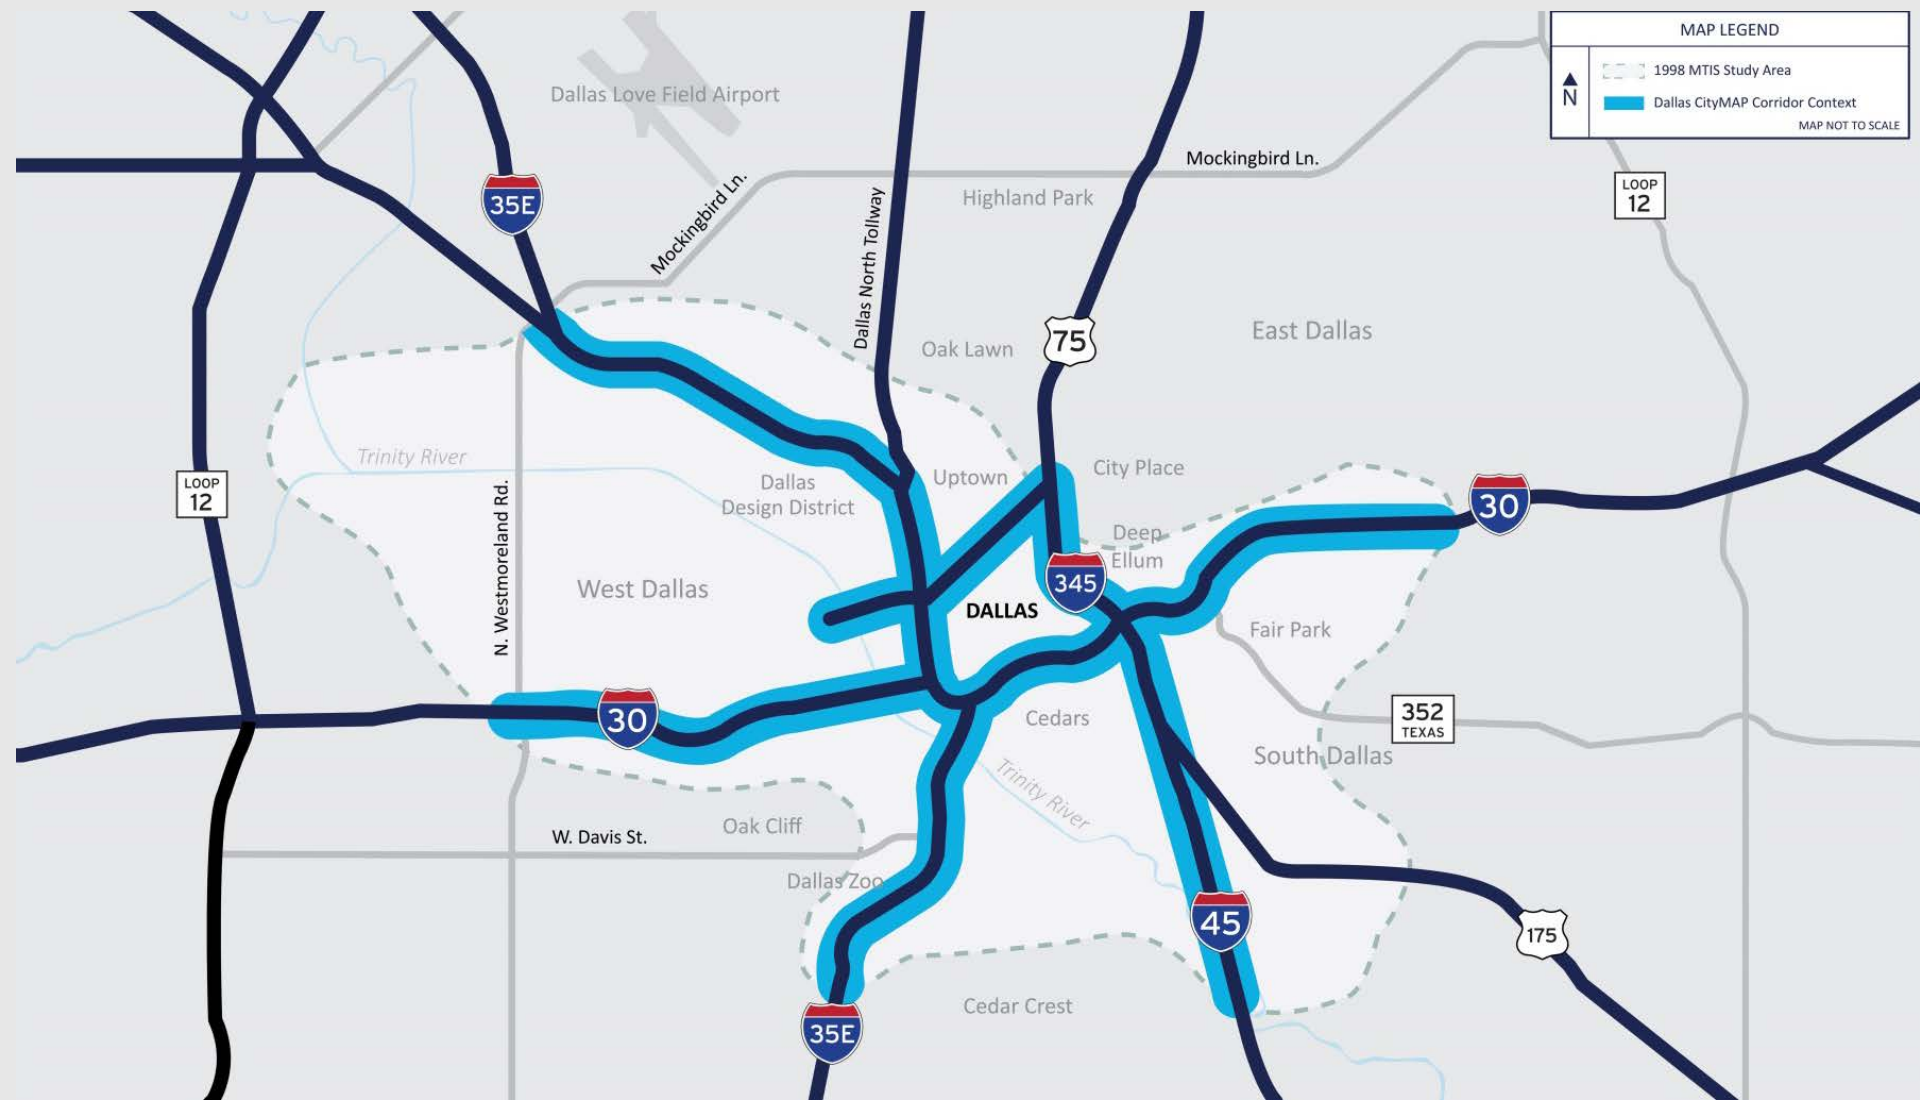 MAP LEGEND
N
1998 MTIS Study Area
Dallas CityMAP Corridor Context
MAP NOT TO SCALE
Dallas Love Field Airport
Mockingbird Ln.
Mockingbird Ln.
Highland Park
LOOP
12
35E
Dallas North Tollway
75
East Dallas
Oak Lawn
Trinity River
LOOP
12
Uptown
City Place
Dallas
Design District
30
Deep
Ellum
N. Westmoreland Rd.
West Dallas
345
DALLAS
Fair Park
30
Cedars
352
TEXAS
South Dallas
Trinity River
W. Davis St.
Oak Cliff
Dallas Zoo
45
175
Cedar Crest
35E